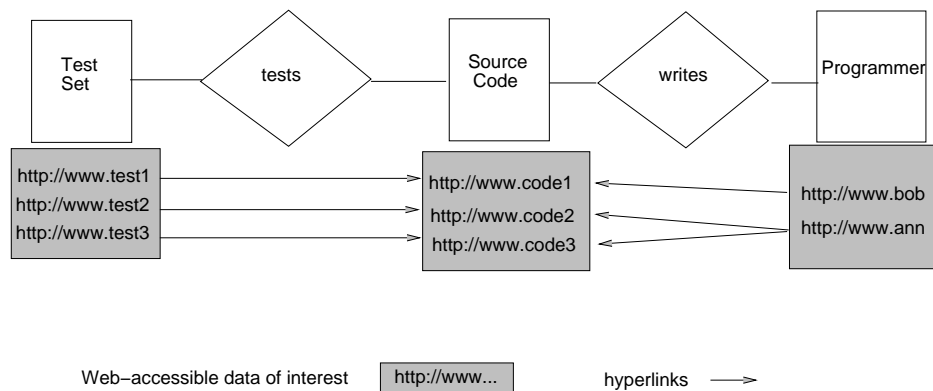 Test
Set
tests
Source
Code
writes
Programmer
http://www.test1
http://www.test2
http://www.test3
http://www.code1
http://www.code2
http://www.code3
http://www.bob
http://www.ann
Web−accessible data of interest
http://www...
hyperlinks